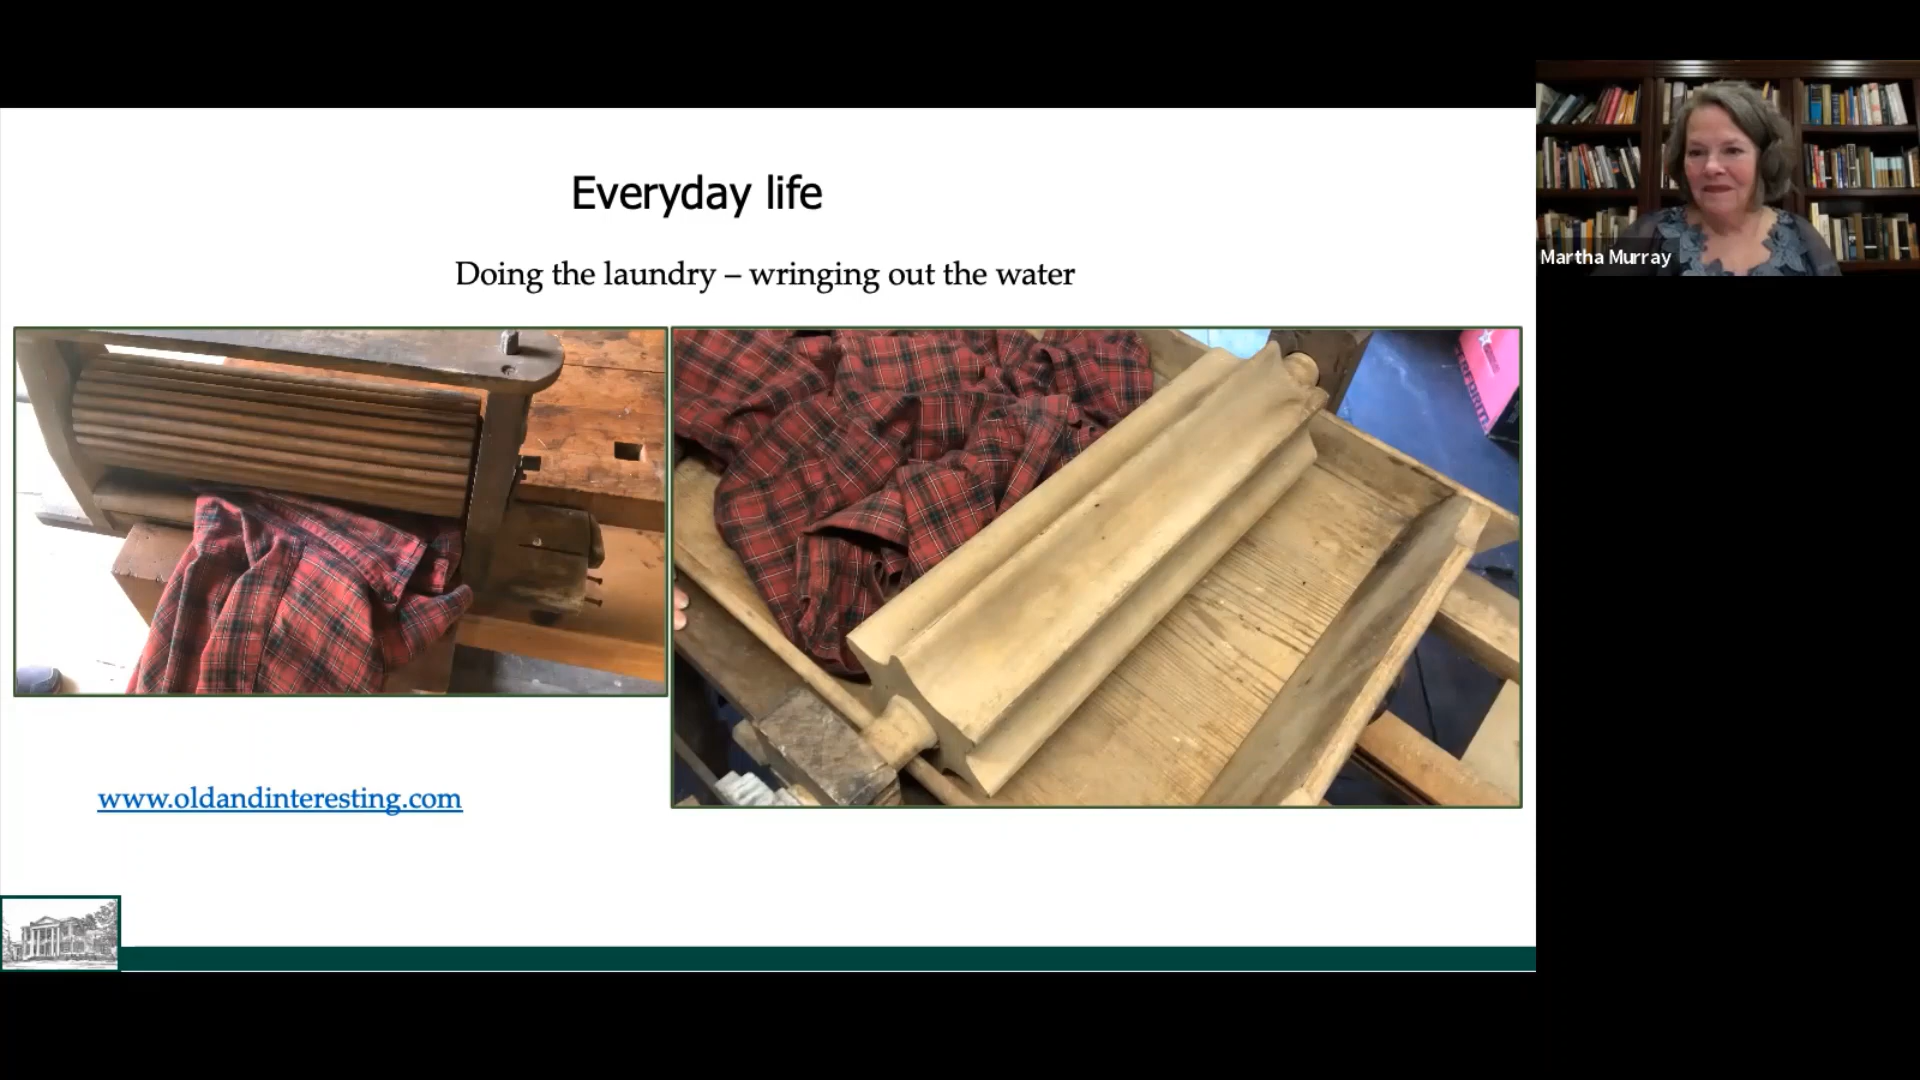 Everyday life
Doing the laundry – wringing out the water
www.oldandinteresting.com
Martha Murray